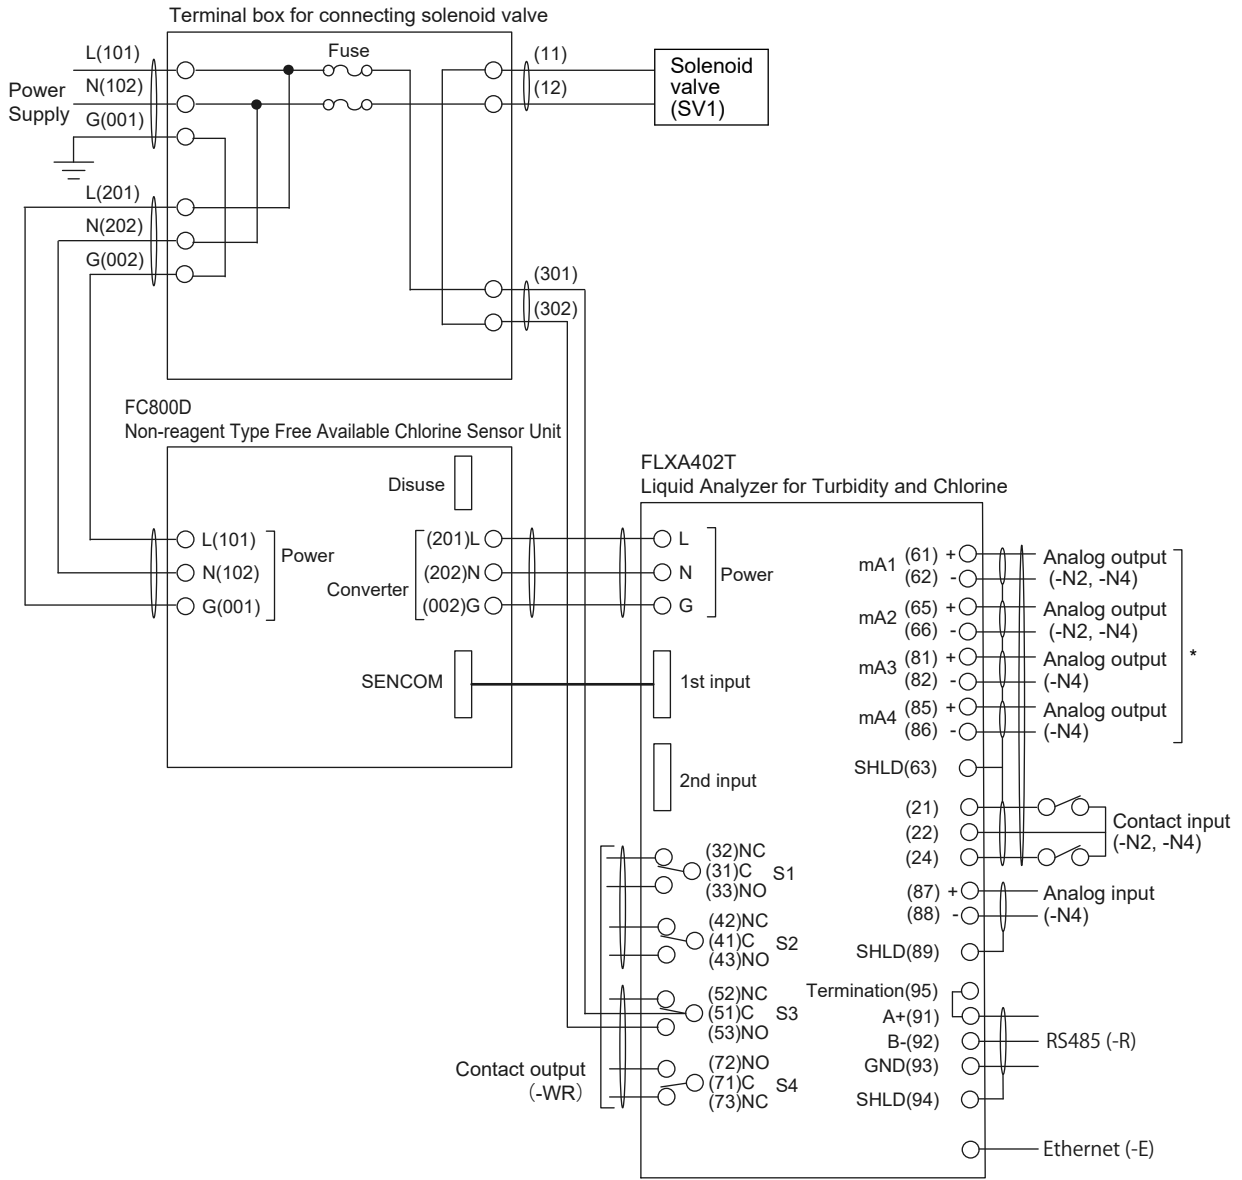 Terminal box for connecting solenoid valve
L(101)
N(102)
G(001)
Power
Supply
Fuse
(11)
(12)
Solenoid
valve
(SV1)
L(201)
N(202)
G(002)
(301)
(302)
FC800D
Non-reagent Type Free Available Chlorine Sensor Unit
Disuse
L(101)
N(102)
G(001)
Power
Converter
(201)L
(202)N
(002)G
SENCOM
FLXA402T
Liquid Analyzer for Turbidity and Chlorine
L
N
G
Power
1st input
2nd input
(32)NC
(31)C
(33)NO
S1
(42)NC
(41)C
(43)NO
S2
(52)NC
(51)C
(53)NO
S3
(72)NO
(71)C
(73)NC
S4
Contact output
(-WR)
mA1
(61) +
(62) -
Analog output
(-N2, -N4)
mA2
(65) +
(66) -
Analog output
(-N2, -N4)
mA3
(81) +
(82) -
Analog output
(-N4)
mA4
(85) +
(86) -
Analog output
(-N4)
*
SHLD(63)
(21)
(22)
(24)
Contact input
(-N2, -N4)
(87) +
(88) -
Analog input
(-N4)
SHLD(89)
Termination(95)
A+(91)
B-(92)
GND(93)
SHLD(94)
RS485 (-R)
Ethernet (-E)